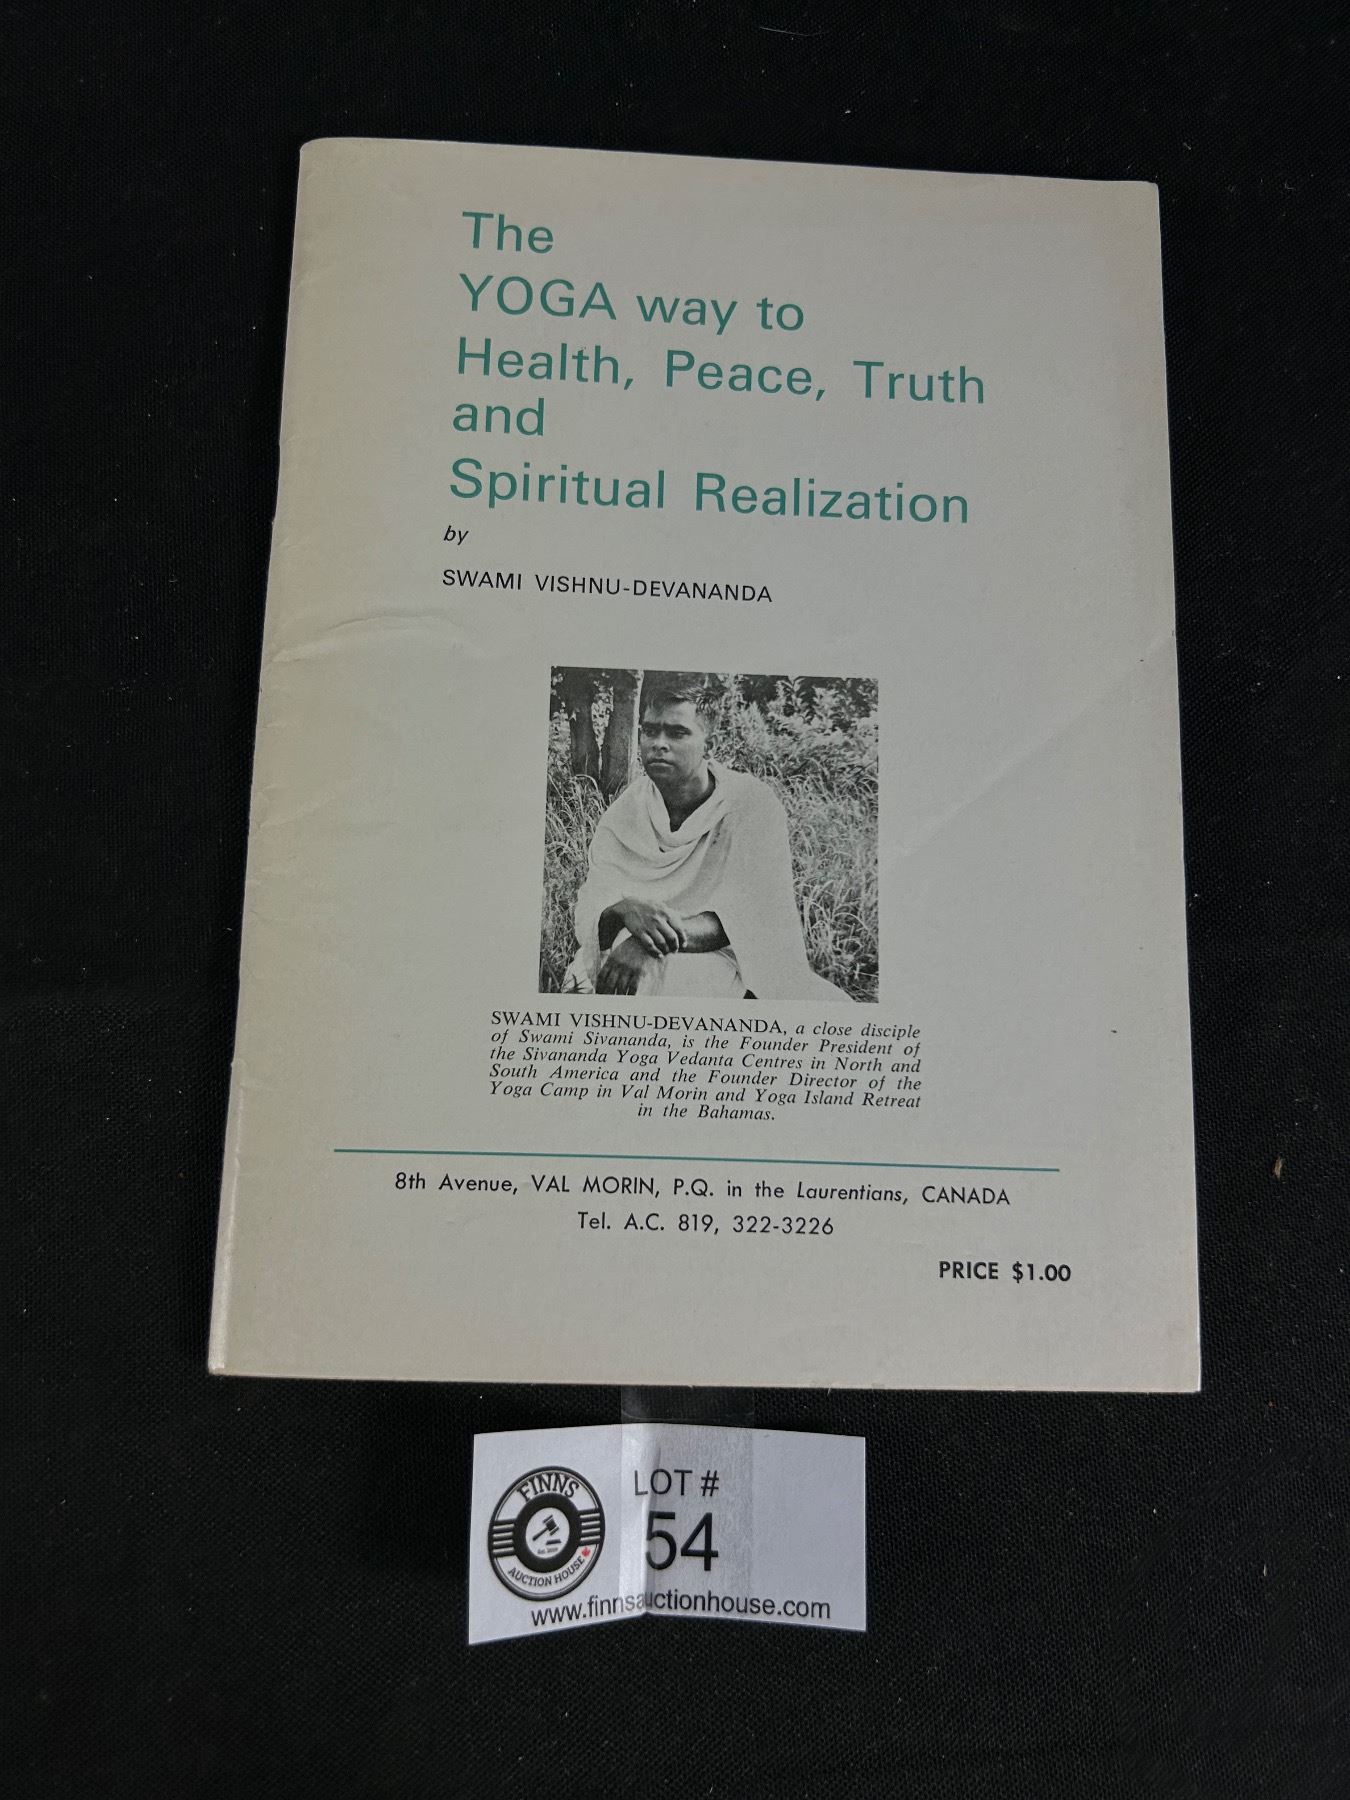 The
YOGA way to
Health, Peace, Truth
and
Spiritual Realization
by
SWAMI VISHNU-DEVANANDA
SWAMI VISHNU-DEVANANDA, a close disciple
of Swami Sivananda, is the Founder President of
the Sivananda Yoga Vedanta Centres in North and
South America and the Founder Director of the
Yoga Camp in Val Morin and Yoga Island Retreat
in the Bahamas.
8th Avenue, VAL MORIN, P.Q. in the Laurentians, CANADA
Tel. A.C. 819, 322-3226
PRICE $1.00
FINNS
AUCTION HOUSE
LOT #
54
www.finnsauctionhouse.com